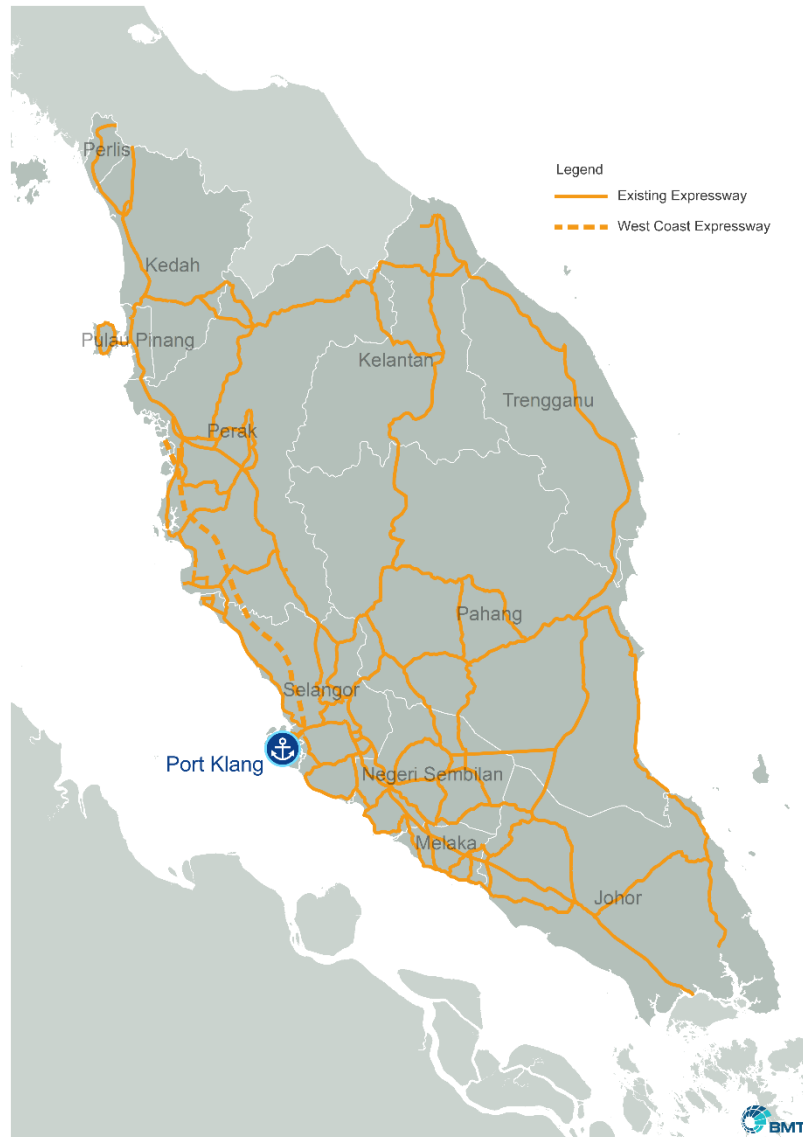 Perlis
Legend
Existing Expressway
West Coast Expressway
Kedah
Pulau Pinang
Kelantan
Trengganu
Perak
Pahang
Selangor
Port Klang
Negeri Sembilan
Melaka
Johor
BMT